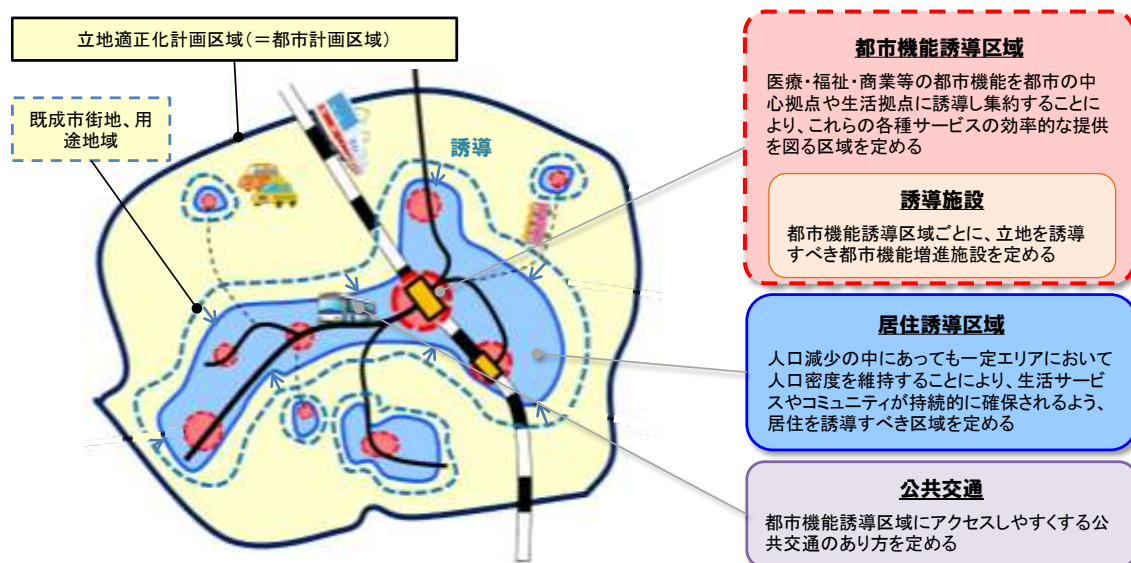 立地適正化計画区域(=都市計画区域)
既成市街地、用
途地域
誘導
都市機能誘導区域
医療・福祉・商業等の都市機能を都市の中
心拠点や生活拠点に誘導し集約することに
より、これらの各種サービスの効率的な提供
を図る区域を定める
誘導施設
都市機能誘導区域ごとに、立地を誘導
すべき都市機能増進施設を定める
居住誘導区域
人口減少の中にあっても一定エリアにおいて
人口密度を維持することにより、生活サービ
スやコミュニティが持続的に確保されるよう、
居住を誘導すべき区域を定める
公共交通
都市機能誘導区域にアクセスしやすくする公
共交通のあり方を定める